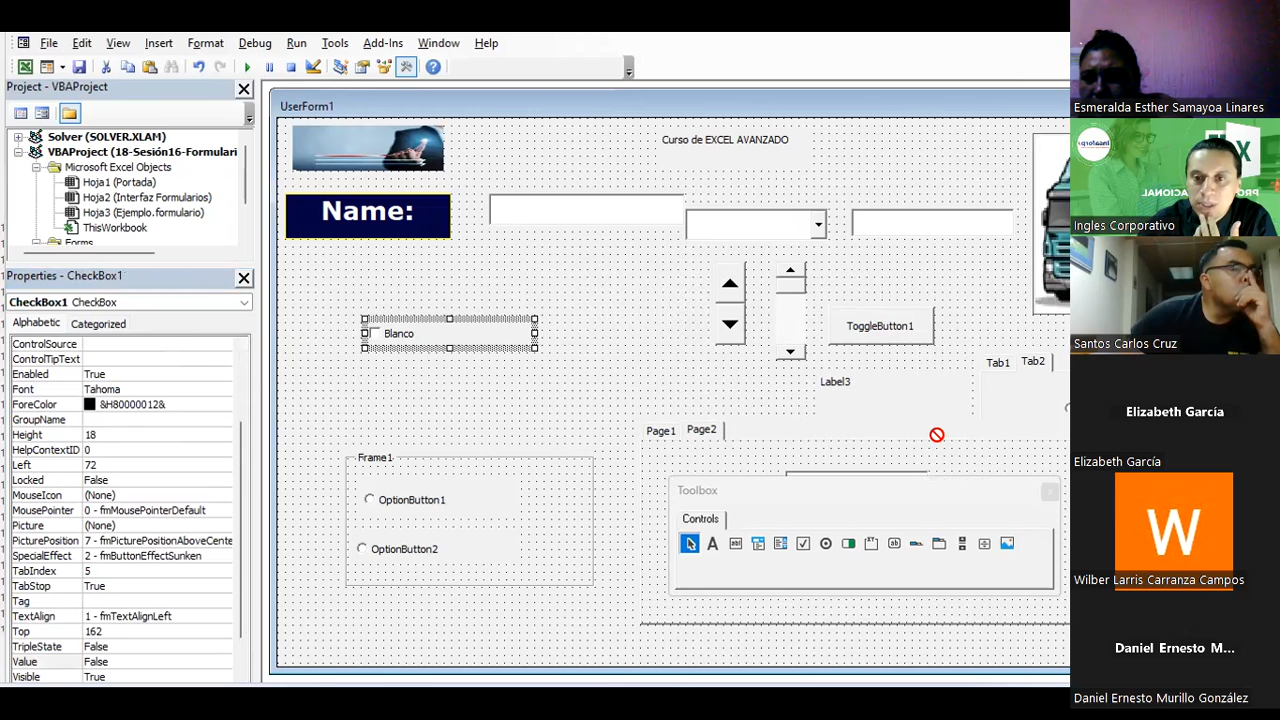 File Edit View Insert Format Debug Run Tools Add-Ins Window Help
Project - VBAProject
Solver (SOLVER.XLAM)
VBAProject (18-Sesión16-Formulari
Microsoft Excel Objects
Hoja1 (Portada)
Hoja2 (Interfaz Formularios)
Hoja3 (Ejemplo.formulario)
ThisWorkbook
Forms
Properties - CheckBox1
CheckBox1 CheckBox
Alphabetic Categorized
ControlSource
ControlTipText
Enabled True
Font Tahoma
ForeColor &H80000012&
GroupName
Height 18
HelpContextID 0
Left 72
Locked False
MouseIcon (None)
MousePointer 0 - fmMousePointerDefault
Picture (None)
PicturePosition 7 - fmPicturePositionAboveCente
SpecialEffect 2 - fmButtonEffectSunken
TabIndex 5
TabStop True
Tag
TextAlign 1 - fmTextAlignLeft
Top 162
TripleState False
Value False
Visible True
UserForm1
Curso de EXCEL AVANZADO
Name:
Blanco
ToggleButton1
Tab1 Tab2
Label3
Page1 Page2
Frame1
OptionButton1
OptionButton2
Toolbox
Controls
Esmeralda Esther Samayoa Linares
Ingles Corporativo
Santos Carlos Cruz
Elizabeth García
Elizabeth García
W
Wilber Larris Carranza Campos
Daniel Ernesto M...
Daniel Ernesto Murillo González